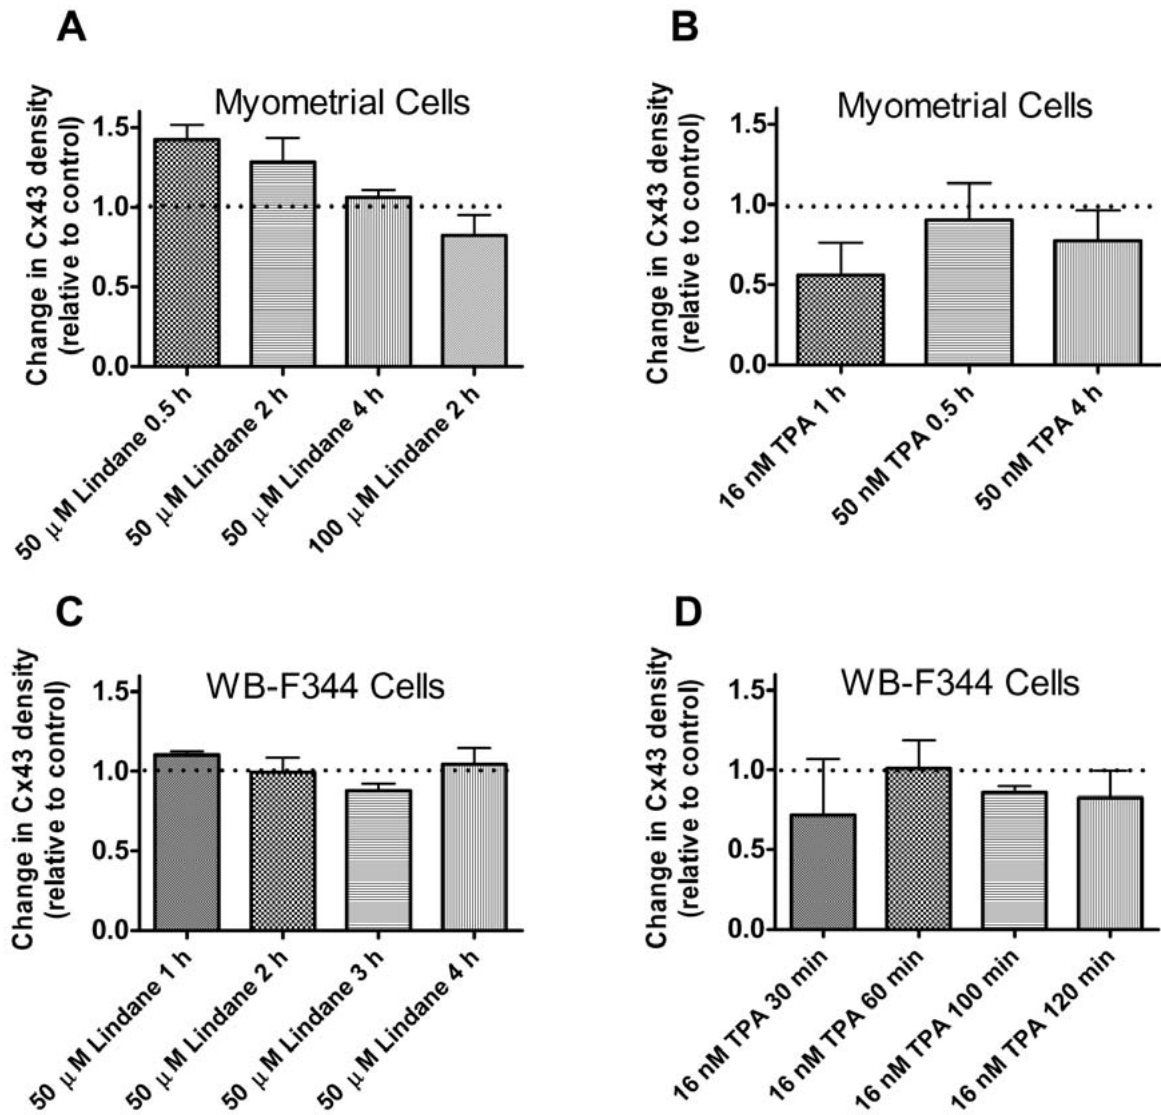 A
Myometrial Cells
Change in Cx43 density
(relative to control)
1.5
1.0
0.5
0.0
50 μM Lindane 0.5 h
50 μM Lindane 2 h
50 μM Lindane 4 h
100 μM Lindane 2 h
B
Myometrial Cells
Change in Cx43 density
(relative to control)
1.5
1.0
0.5
0.0
16 nM TPA 1 h
50 nM TPA 0.5 h
50 nM TPA 4 h
C
WB-F344 Cells
Change in Cx43 density
(relative to control)
1.5
1.0
0.5
0.0
50 μM Lindane 1 h
50 μM Lindane 2 h
50 μM Lindane 3 h
50 μM Lindane 4 h
D
WB-F344 Cells
Change in Cx43 density
(relative to control)
1.5
1.0
0.5
0.0
16 nM TPA 30 min
16 nM TPA 60 min
16 nM TPA 100 min
16 nM TPA 120 min